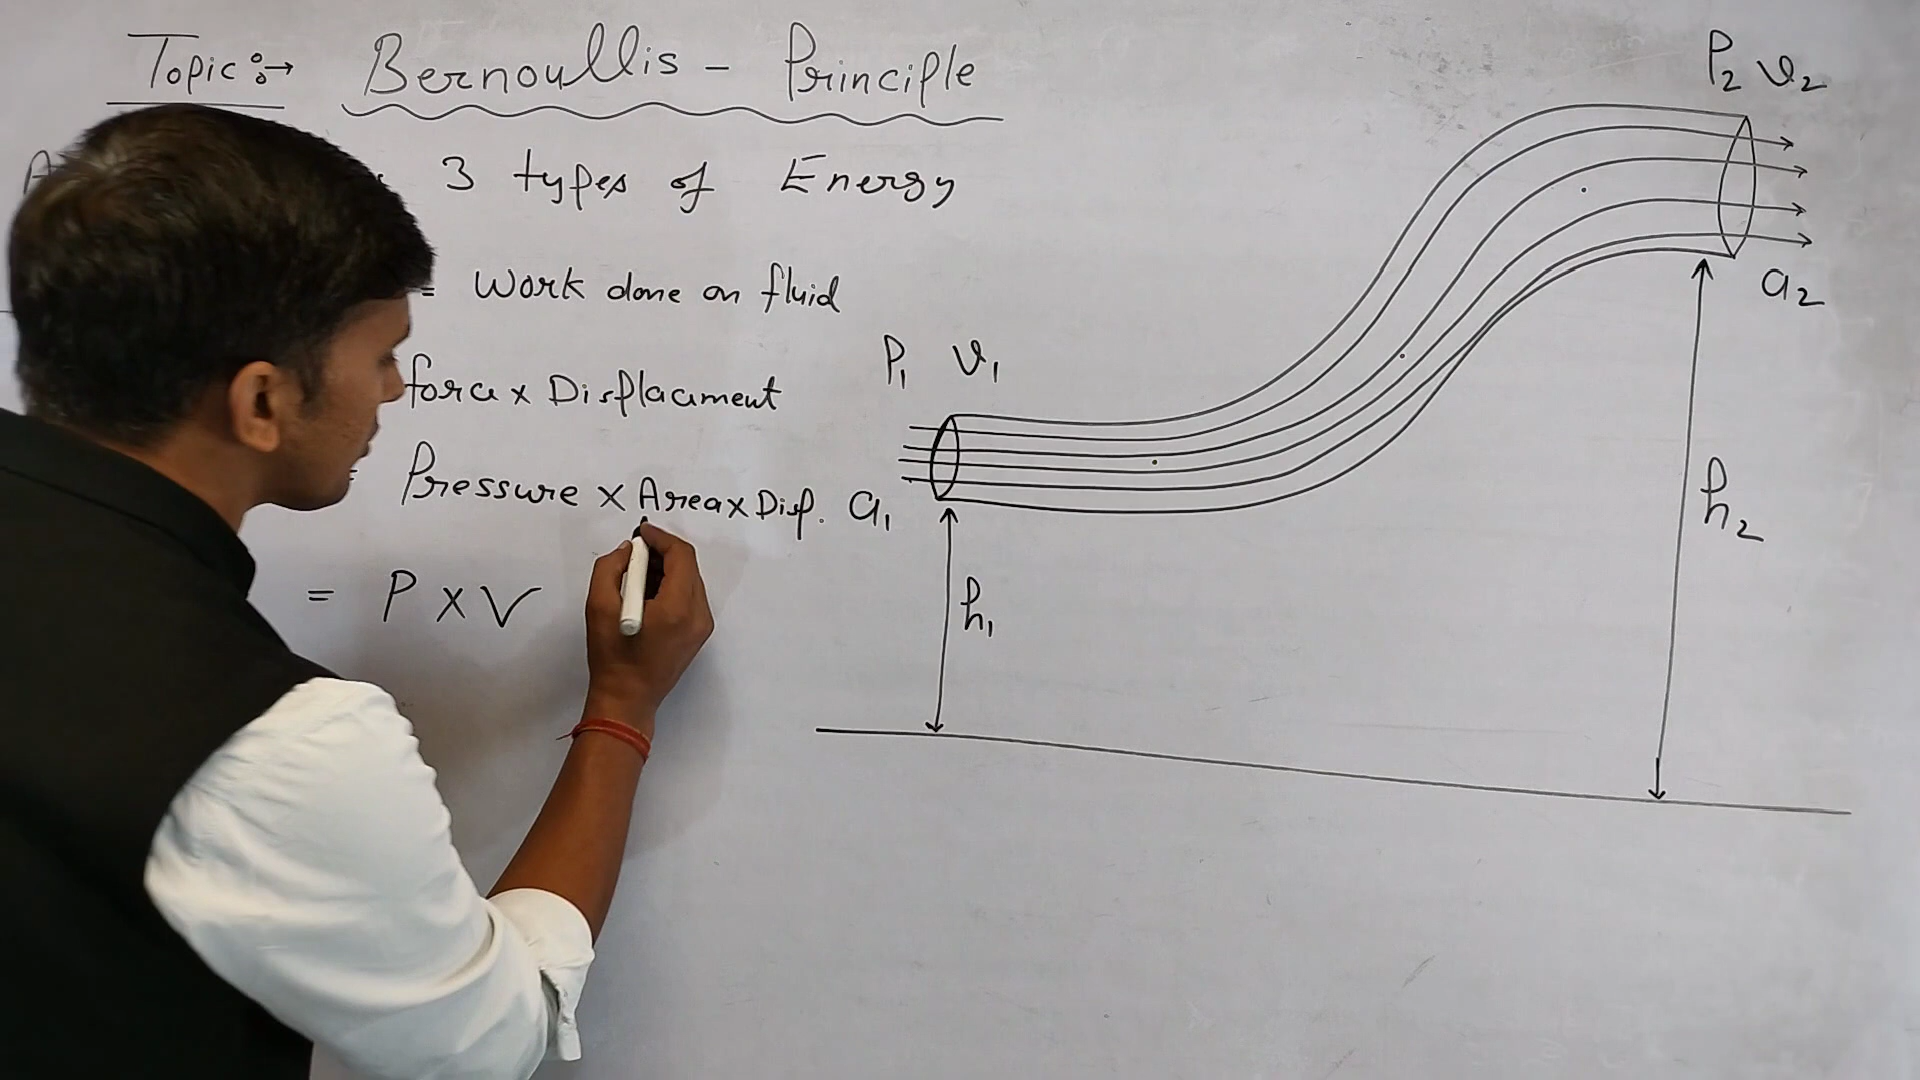 Topic:→ Bernoullis - Principle
3 types of Energy
= Work done on fluid
force x Displacment
Pressure x Area x Disp.
= P x V
P₁ v₁
a₁
h₁
P₂ v₂
a₂
h₂